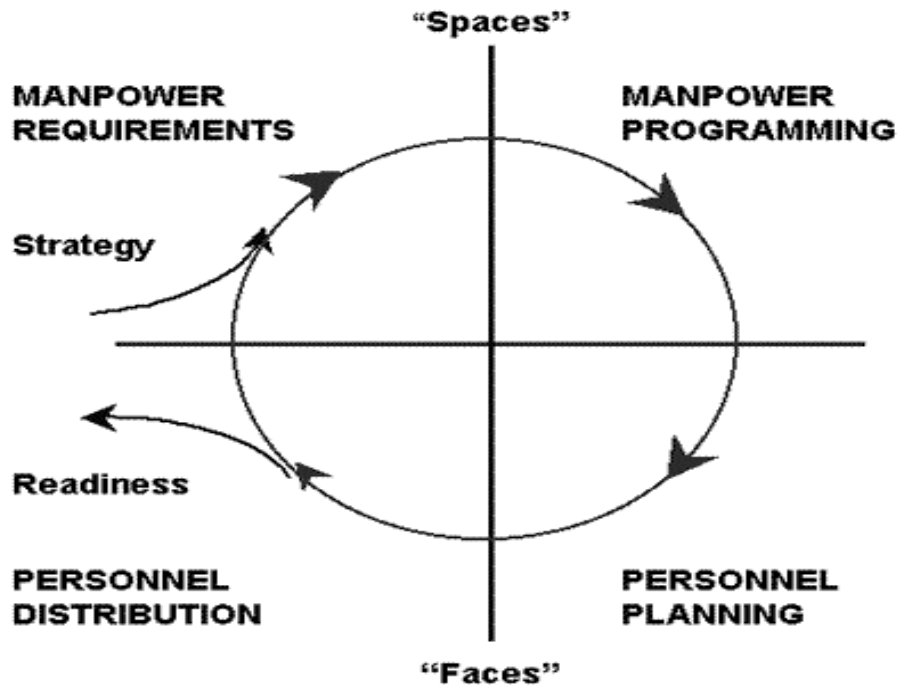 “Spaces”
MANPOWER
REQUIREMENTS
MANPOWER
PROGRAMMING
Strategy
Readiness
PERSONNEL
DISTRIBUTION
PERSONNEL
PLANNING
“Faces”